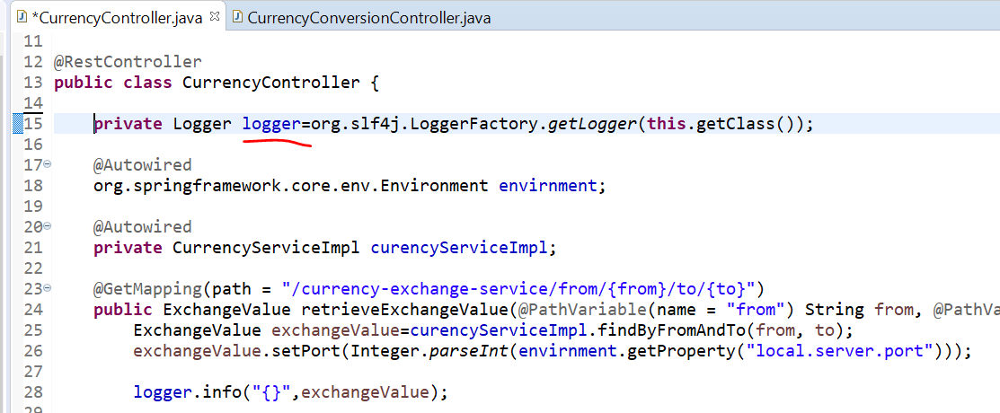 *CurrencyController.java CurrencyConversionController.java
11
12 @RestController
13 public class CurrencyController {
14
15 private Logger logger=org.slf4j.LoggerFactory.getLogger(this.getClass());
16
17 @Autowired
18 org.springframework.core.env.Environment envirnment;
19
20 @Autowired
21 private CurrencyServiceImpl curencyServiceImpl;
22
23 @GetMapping(path = "/currency-exchange-service/from/{from}/to/{to}")
24 public ExchangeValue retrieveExchangeValue(@PathVariable(name = "from") String from, @PathVa
25 ExchangeValue exchangeValue=curencyServiceImpl.findByFromAndTo(from, to);
26 exchangeValue.setPort(Integer.parseInt(envirnment.getProperty("local.server.port")));
27
28 logger.info("{}",exchangeValue);
29